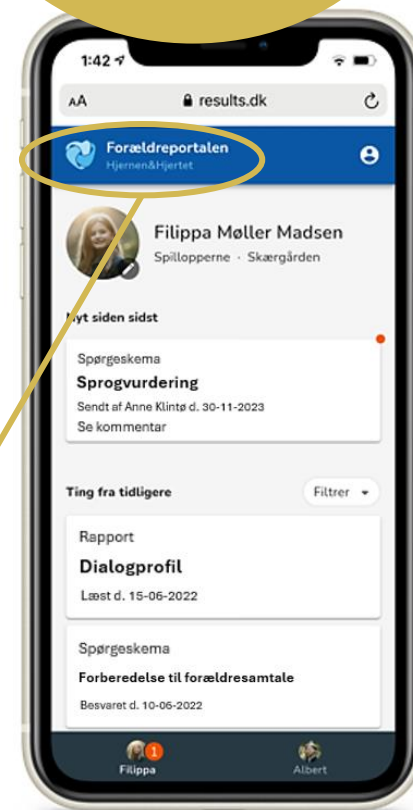 1:42
AA results.dk
Forældreportalen
Hjernen&Hjertet
Filippa Møller Madsen
Spillopperne · Skærgården
Nyt siden sidst
Spørgeskema
Sprogvurdering
Sendt af Anne Klintø d. 30-11-2023
Se kommentar
Ting fra tidligere
Filtrer
Rapport
Dialogprofil
Læst d. 15-06-2022
Spørgeskema
Forberedelse til forældresamtale
Besvaret d. 10-06-2022
1
Filippa
Albert